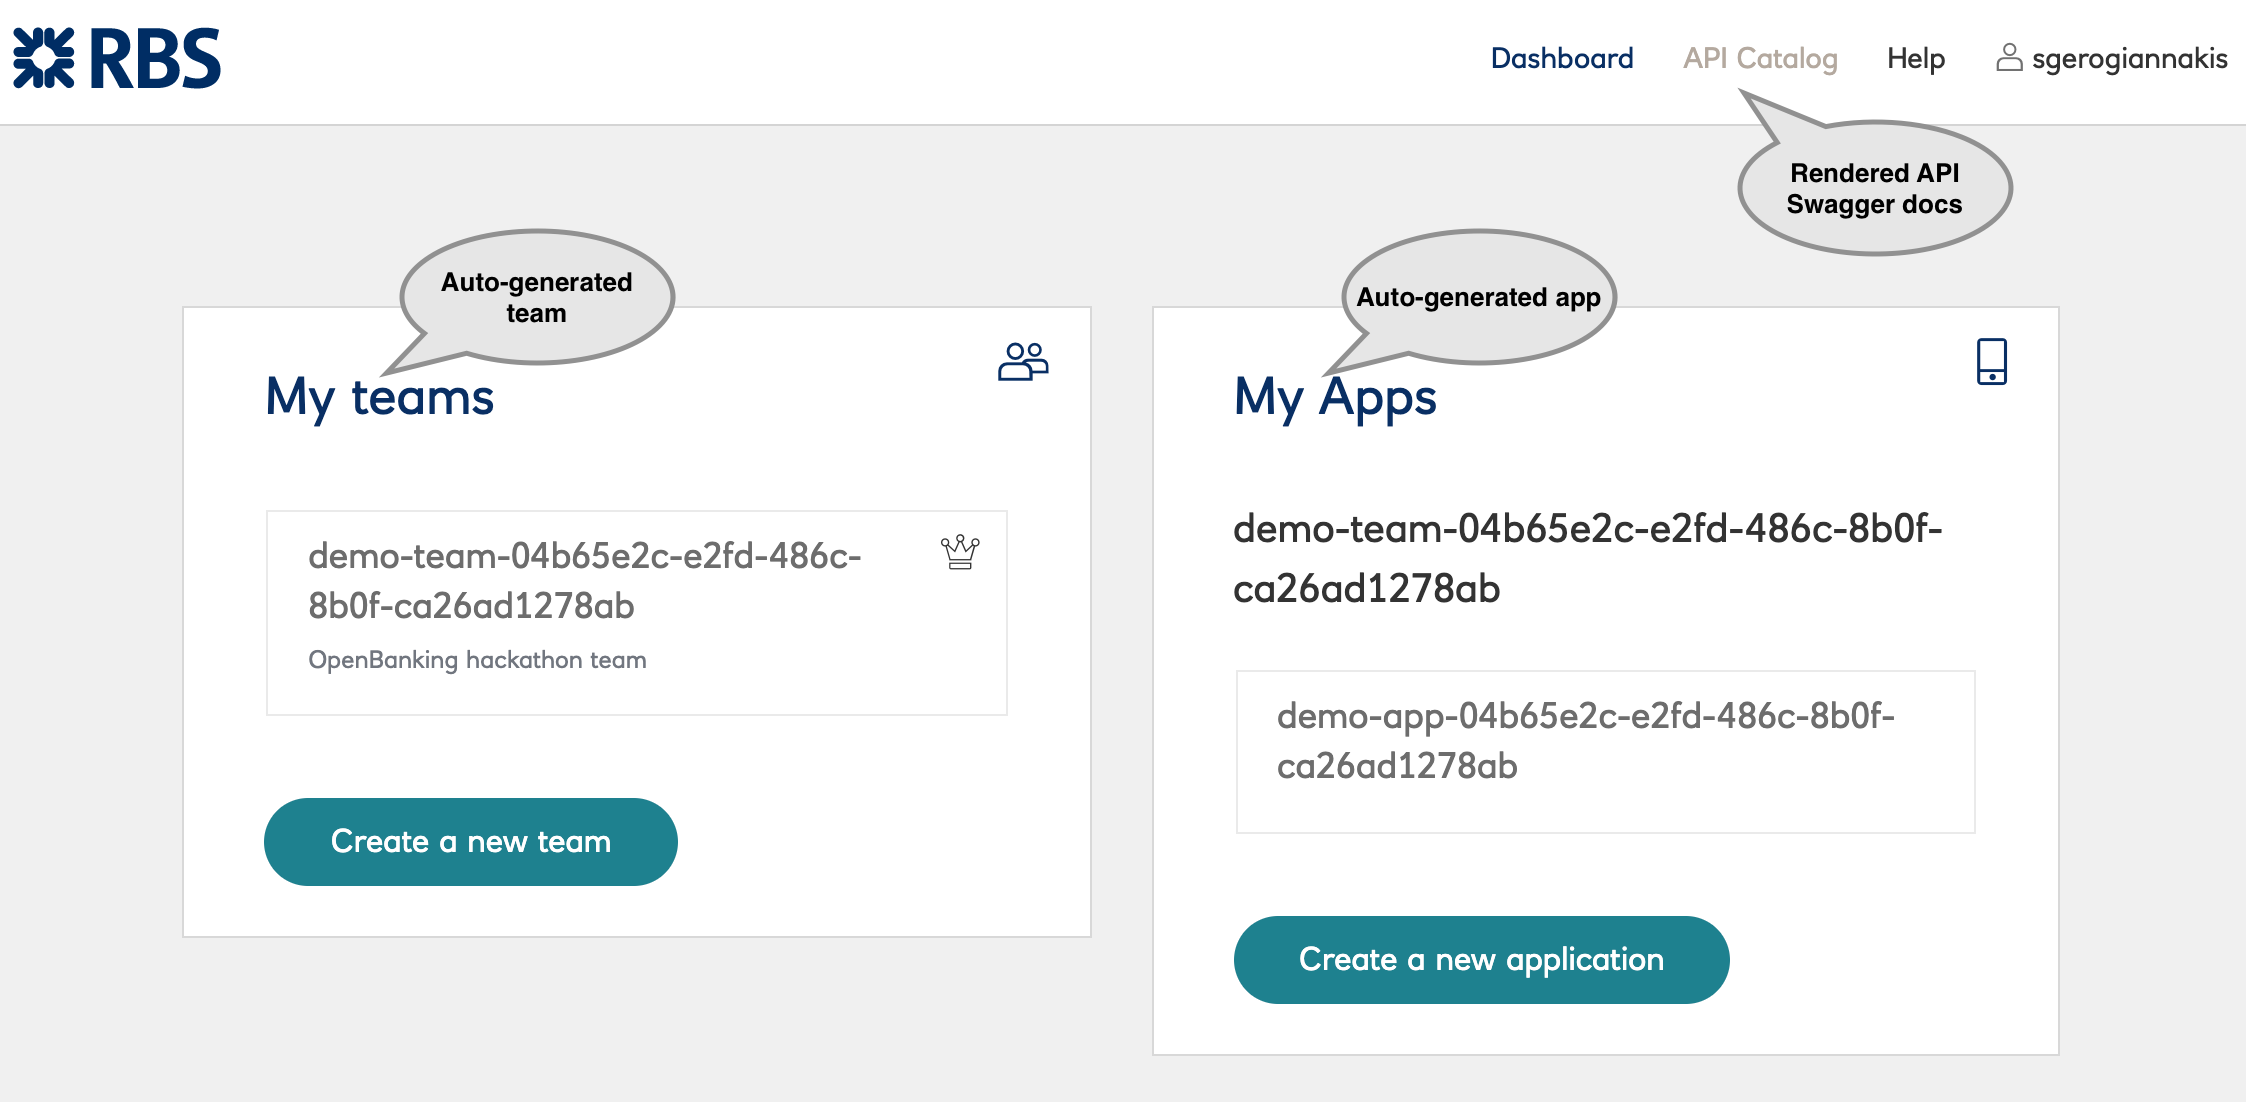 RBS
Dashboard API Catalog Help sgerogiannakis
Rendered API
Swagger docs
Auto-generated
team
My teams
demo-team-04b65e2c-e2fd-486c-
8b0f-ca26ad1278ab
OpenBanking hackathon team
Create a new team
Auto-generated app
My Apps
demo-team-04b65e2c-e2fd-486c-8b0f-
ca26ad1278ab
demo-app-04b65e2c-e2fd-486c-8b0f-
ca26ad1278ab
Create a new application